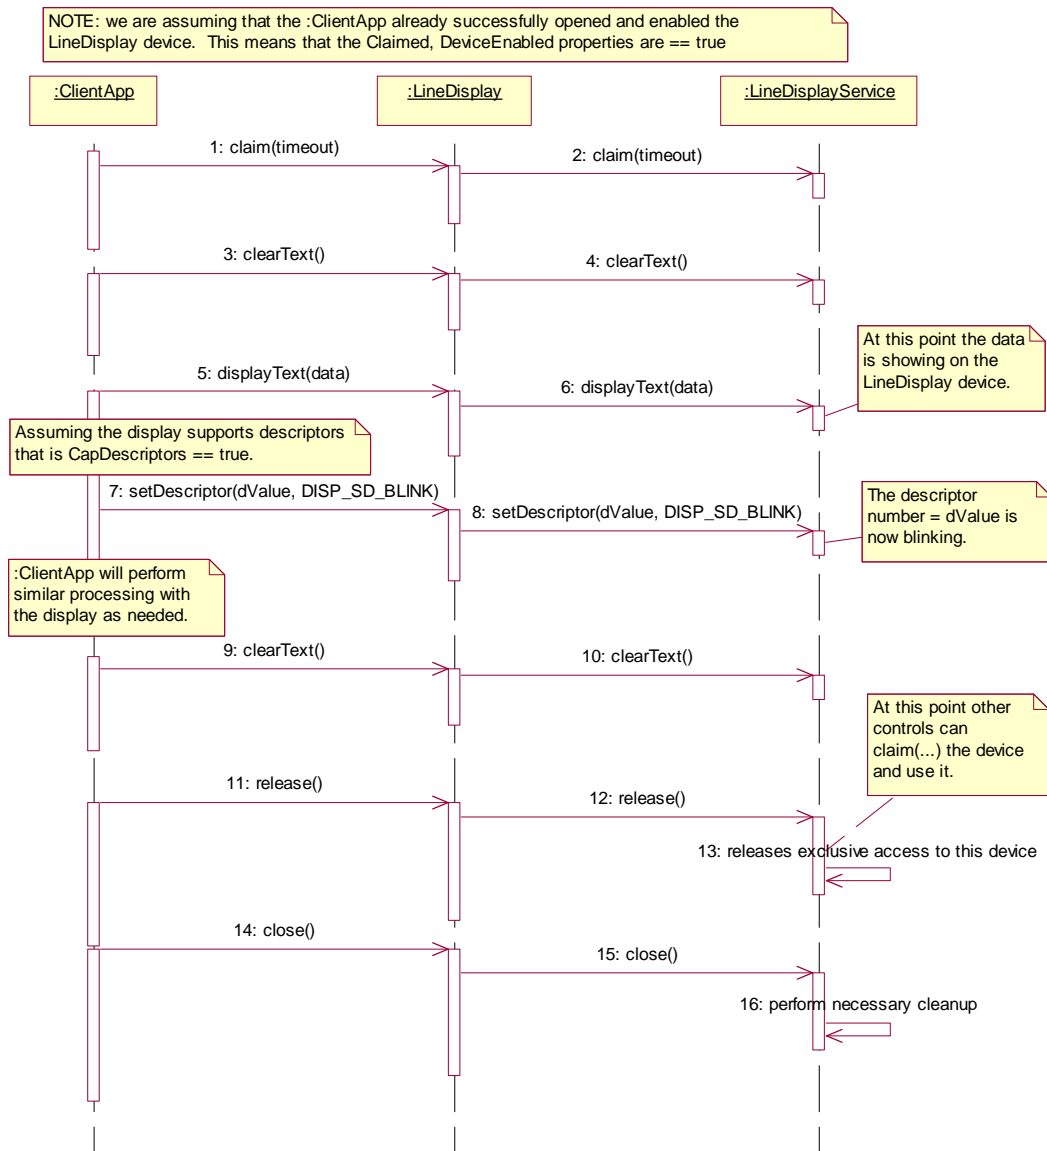 NOTE: we are assuming that the :ClientApp already successfully opened and enabled the
LineDisplay device.  This means that the Claimed, DeviceEnabled properties are == true
:ClientApp
:LineDisplay
:LineDisplayService
1: claim(timeout)
2: claim(timeout)
3: clearText()
4: clearText()
At this point the data
is showing on the
LineDisplay device.
5: displayText(data)
6: displayText(data)
Assuming the display supports descriptors
that is CapDescriptors == true.
7: setDescriptor(dValue, DISP_SD_BLINK)
8: setDescriptor(dValue, DISP_SD_BLINK)
The descriptor
number = dValue is
now blinking.
:ClientApp will perform
similar processing with
the display as needed.
9: clearText()
10: clearText()
At this point other
controls can
claim(...) the device
and use it.
11: release()
12: release()
13: releases exclusive access to this device
14: close()
15: close()
16: perform necessary cleanup